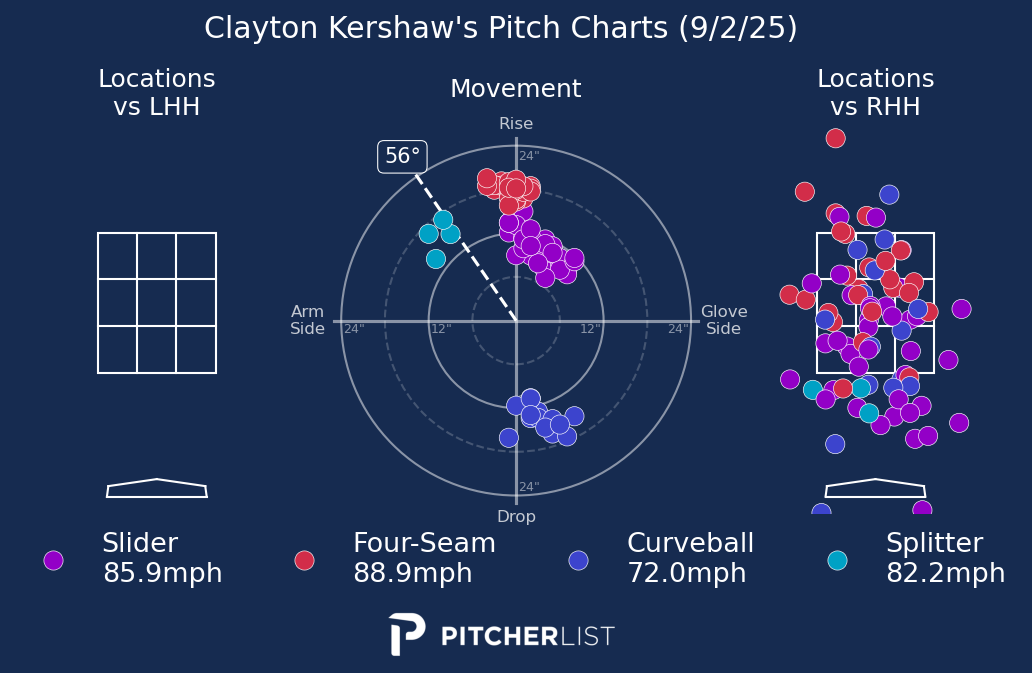 Clayton Kershaw's Pitch Charts (9/2/25)
Locations
vs LHH
Movement
Locations
vs RHH
Rise
24"
56°
Arm
Side
24"
12"
12"
24"
Glove
Side
24"
Drop
Slider
85.9mph
Four-Seam
88.9mph
Curveball
72.0mph
Splitter
82.2mph
PITCHERLIST